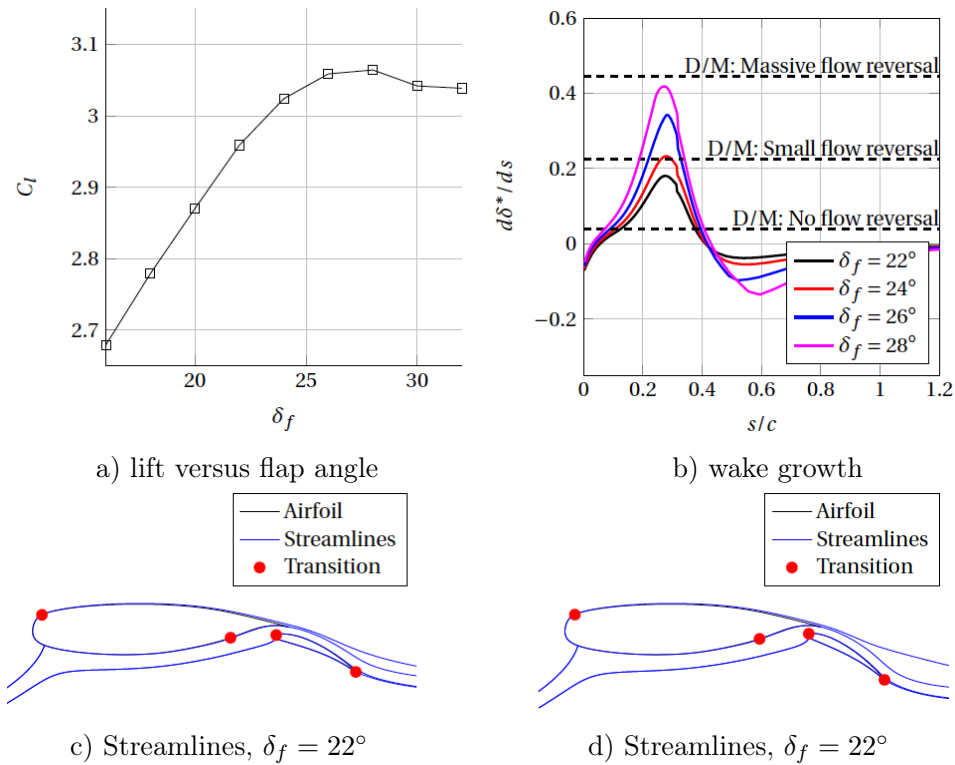 3.1
3
2.9
2.8
2.7
C_l
20
25
30
δ_f
a) lift versus flap angle
0.6
0.4
0.2
0
−0.2
dδ*/ds
D/M: Massive flow reversal
D/M: Small flow reversal
D/M: No flow reversal
δ_f = 22°
δ_f = 24°
δ_f = 26°
δ_f = 28°
0
0.2
0.4
0.6
0.8
1
1.2
s/c
b) wake growth
Airfoil
Streamlines
Transition
c) Streamlines, δ_f = 22°
Airfoil
Streamlines
Transition
d) Streamlines, δ_f = 22°